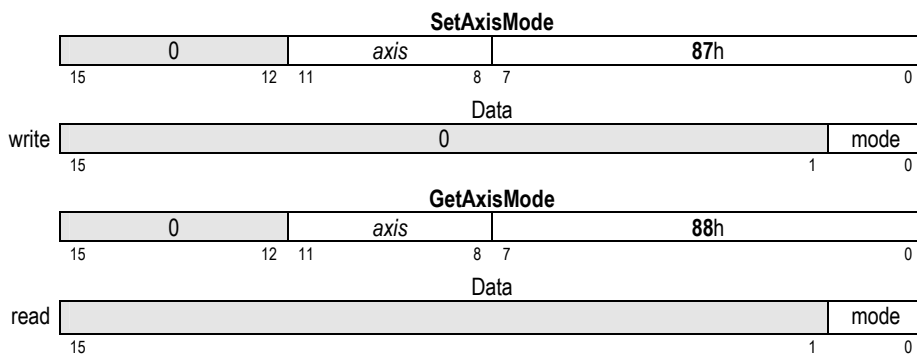 SetAxisMode
0 axis 87h
15 12 11 8 7 0
Data
write 0 mode
15 1 0
GetAxisMode
0 axis 88h
15 12 11 8 7 0
Data
read mode
15 1 0